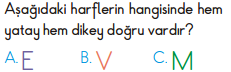 Aşağıdaki harflerin hangisinde hem
yatay hem dikey doğru vardır?
A. E B. V C. M